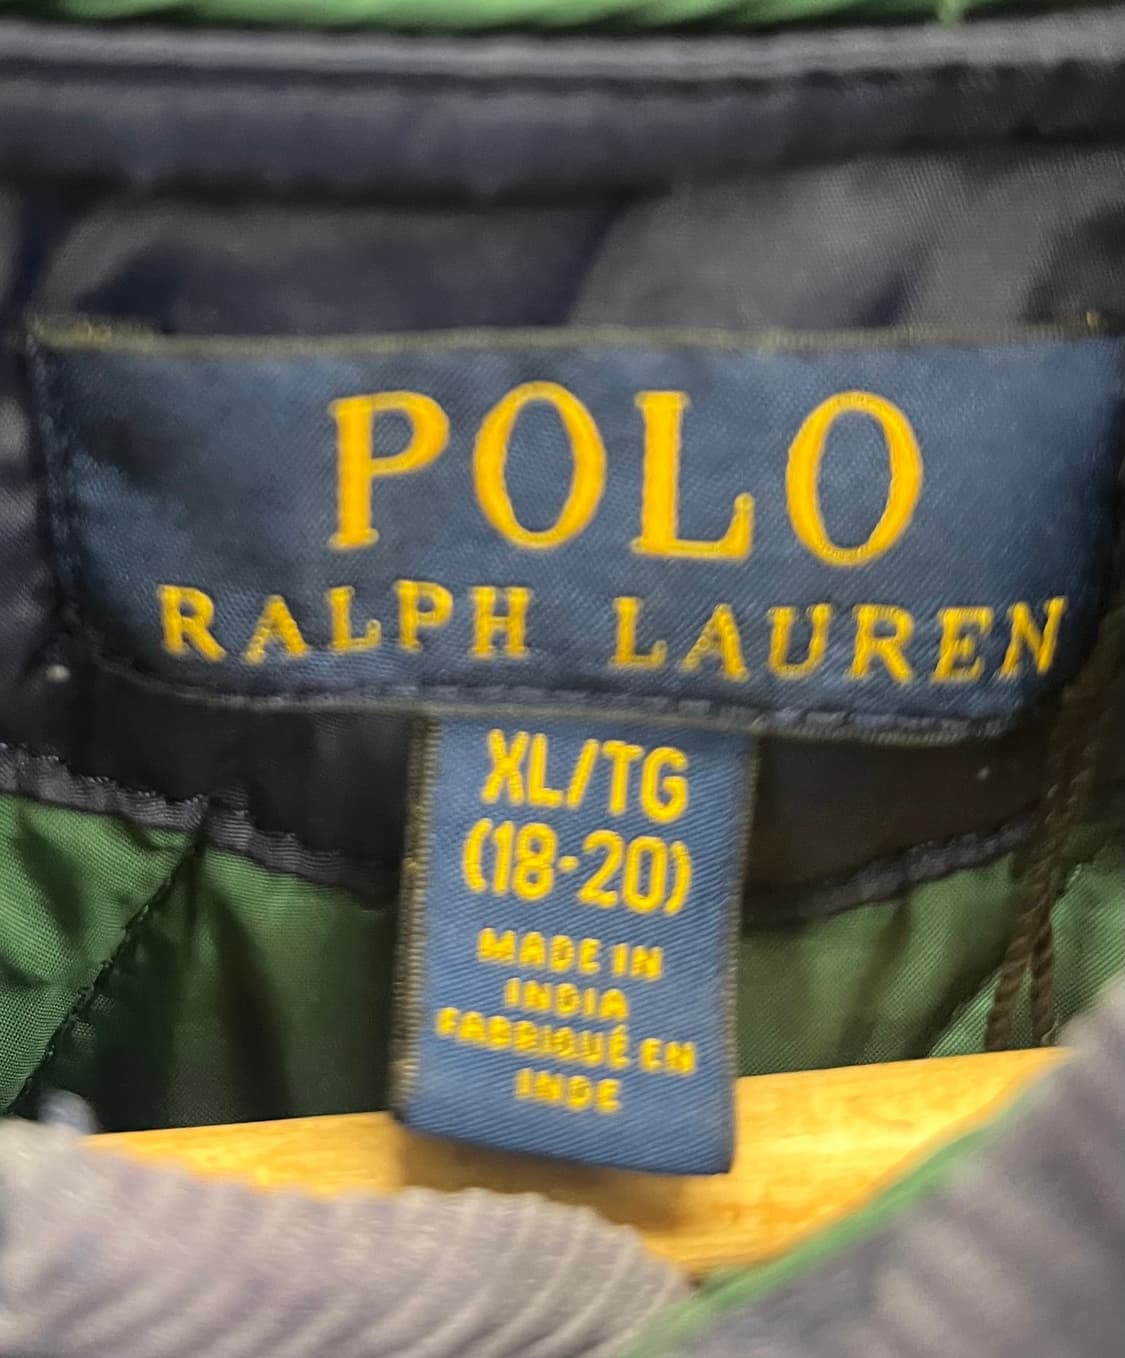 POLO
RALPH LAUREN
XL/TG
(18-20)
MADE IN
INDIA
FABRIQUÉ EN
INDE